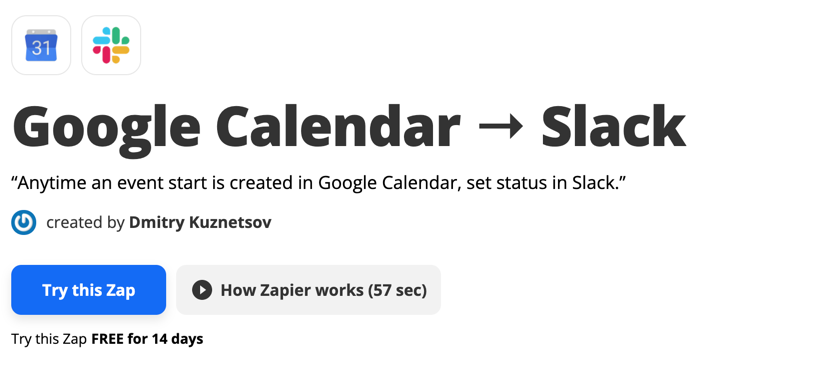 31
Google Calendar → Slack
“Anytime an event start is created in Google Calendar, set status in Slack.”
created by Dmitry Kuznetsov
Try this Zap
How Zapier works (57 sec)
Try this Zap FREE for 14 days